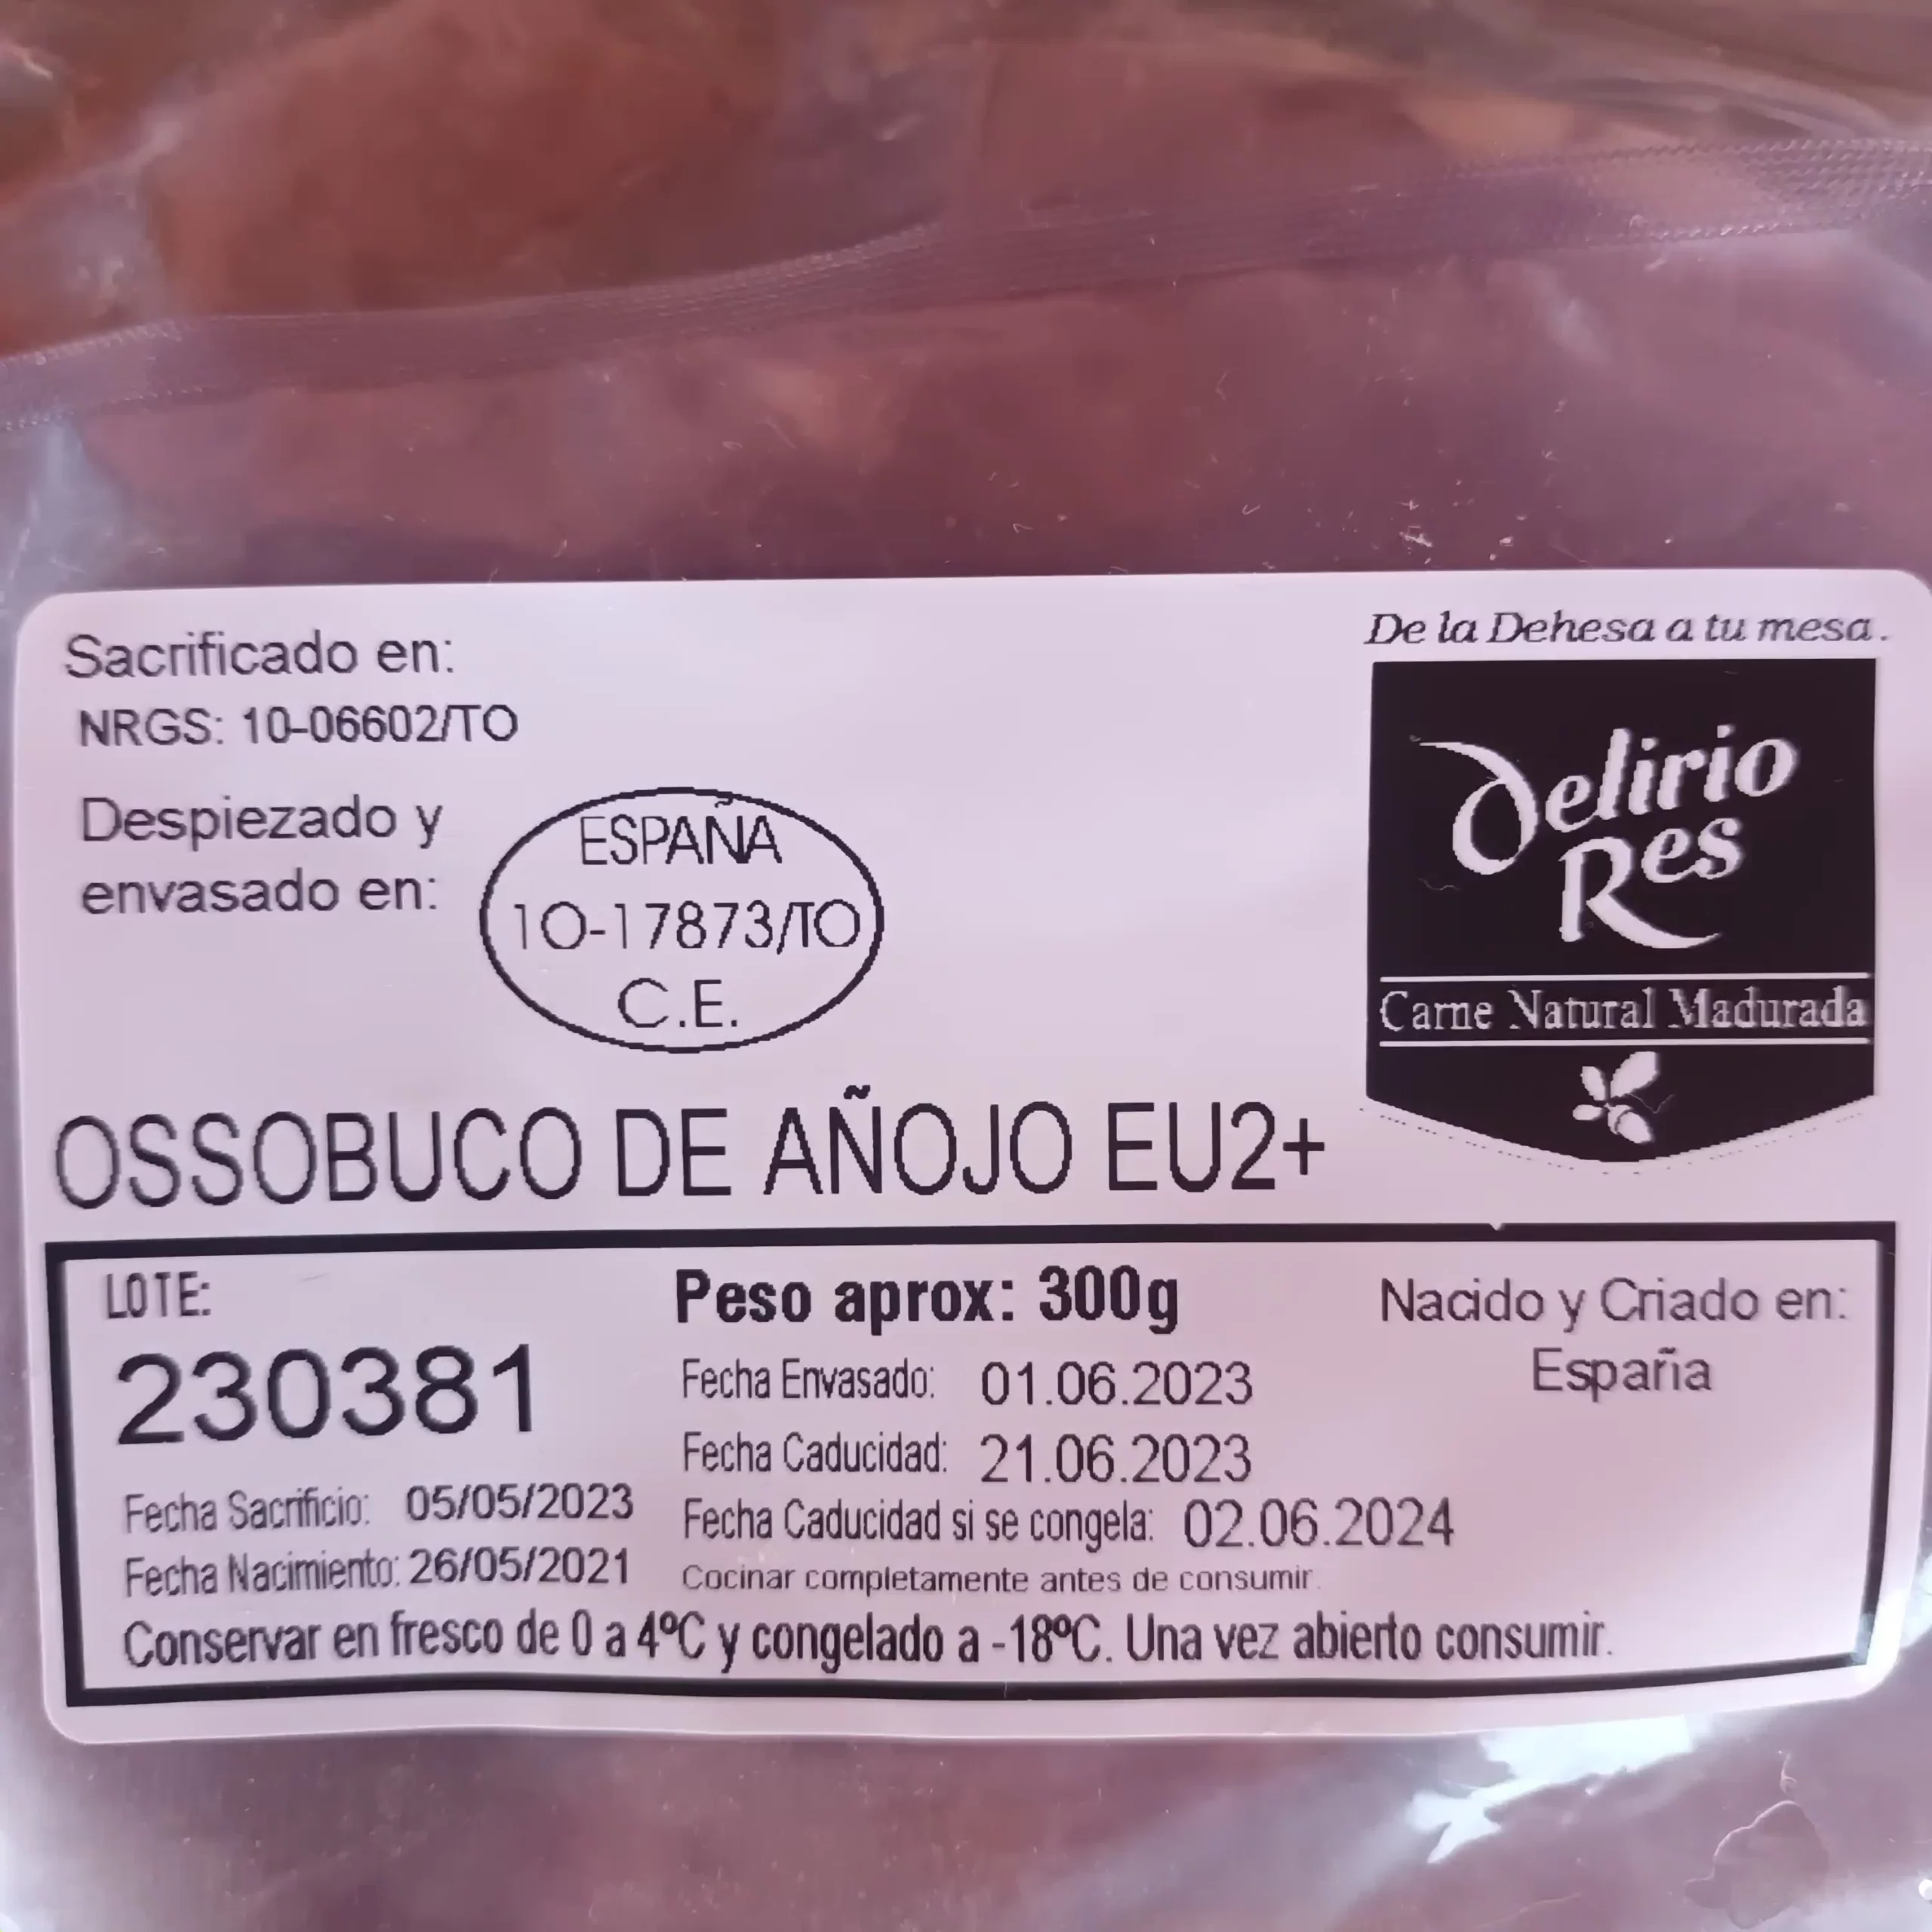 Sacrificado en:
NRGS: 10-06602/TO
Despiezado y
envasado en:
ESPAÑA
10-17873/TO
C.E.
De la Dehesa a tu mesa.
Delirio
Res
Carne Natural Madurada
OSSOBUCO DE AÑOJO EU2+
LOTE:
230381
Fecha Sacrificio: 05/05/2023
Fecha Nacimiento: 26/05/2021
Peso aprox: 300g
Fecha Envasado: 01.06.2023
Fecha Caducidad: 21.06.2023
Fecha Caducidad si se congela: 02.06.2024
Cocinar completamente antes de consumir.
Nacido y Criado en:
España
Conservar en fresco de 0 a 4ºC y congelado a -18ºC. Una vez abierto consumir.